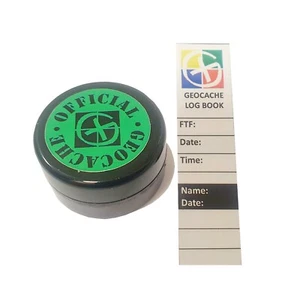 · OFFICIAL ·
GEOCACHE
GEOCACHE
LOG BOOK
FTF:
Date:
Time:
Name:
Date: